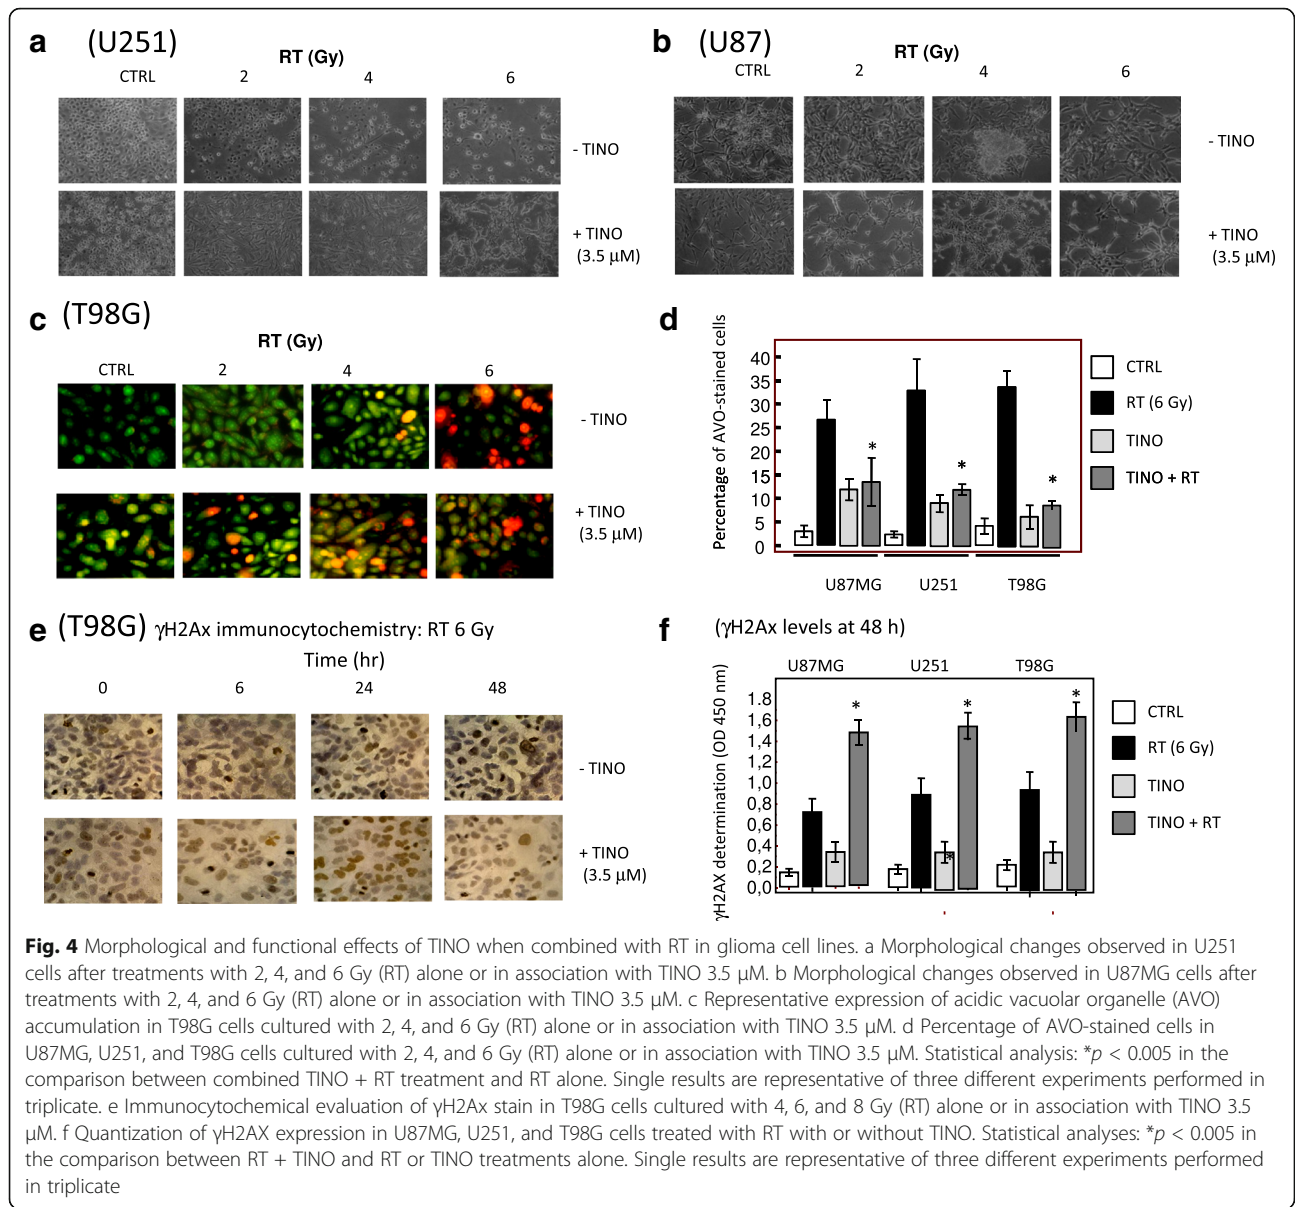 a (U251)
RT (Gy)
CTRL 2 4 6
- TINO
+ TINO
(3.5 µM)
b (U87)
RT (Gy)
CTRL 2 4 6
- TINO
+ TINO
(3.5 µM)
c (T98G)
RT (Gy)
CTRL 2 4 6
- TINO
+ TINO
(3.5 µM)
d
Percentage of AVO-stained cells
40
35
30
25
20
15
10
5
0
* * *
U87MG U251 T98G
CTRL
RT (6 Gy)
TINO
TINO + RT
e (T98G) γH2Ax immunocytochemistry: RT 6 Gy
Time (hr)
0 6 24 48
- TINO
+ TINO
(3.5 µM)
f (γH2Ax levels at 48 h)
U87MG U251 T98G
γH2AX determination (OD 450 nm)
1.8
1.6
1,4
1,2
1,0
0,8
0,6
0,4
0,2
0,0
* * * *
CTRL
RT (6 Gy)
TINO
TINO + RT
Fig. 4 Morphological and functional effects of TINO when combined with RT in glioma cell lines. a Morphological changes observed in U251
cells after treatments with 2, 4, and 6 Gy (RT) alone or in association with TINO 3.5 µM. b Morphological changes observed in U87MG cells after
treatments with 2, 4, and 6 Gy (RT) alone or in association with TINO 3.5 µM. c Representative expression of acidic vacuolar organelle (AVO)
accumulation in T98G cells cultured with 2, 4, and 6 Gy (RT) alone or in association with TINO 3.5 µM. d Percentage of AVO-stained cells in
U87MG, U251, and T98G cells cultured with 2, 4, and 6 Gy (RT) alone or in association with TINO 3.5 µM. Statistical analysis: *p < 0.005 in the
comparison between combined TINO + RT treatment and RT alone. Single results are representative of three different experiments performed in
triplicate. e Immunocytochemical evaluation of γH2Ax stain in T98G cells cultured with 4, 6, and 8 Gy (RT) alone or in association with TINO 3.5
µM. f Quantization of γH2AX expression in U87MG, U251, and T98G cells treated with RT with or without TINO. Statistical analyses: *p < 0.005 in
the comparison between RT + TINO and RT or TINO treatments alone. Single results are representative of three different experiments performed
in triplicate